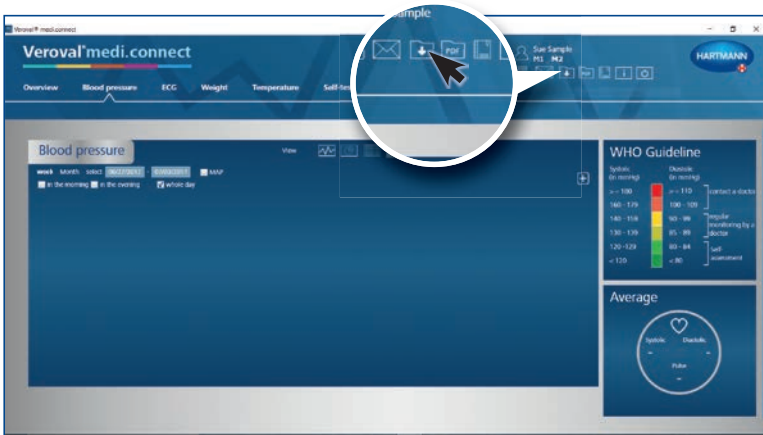 Veroval® medi.connect
Sample
PDF
Veroval® medi.connect
Sue Sample
M1 M2
HARTMANN
Overview Blood pressure ECG Weight Temperature Self-tes
Blood pressure
View
week Month select 06/27/2017 -
MAP
in the morning in the evening whole day
WHO Guideline
Systolic (in mmHg)
Diastolic (in mmHg)
>= 180 >= 110 contact a doctor
160 - 179 100 - 109
140 - 159 90 - 99 regular monitoring by a doctor
130 - 139 85 - 89
120 - 129 80 - 84 self-assessment
< 120 < 80
Average
Systolic Diastolic
- -
Pulse
-